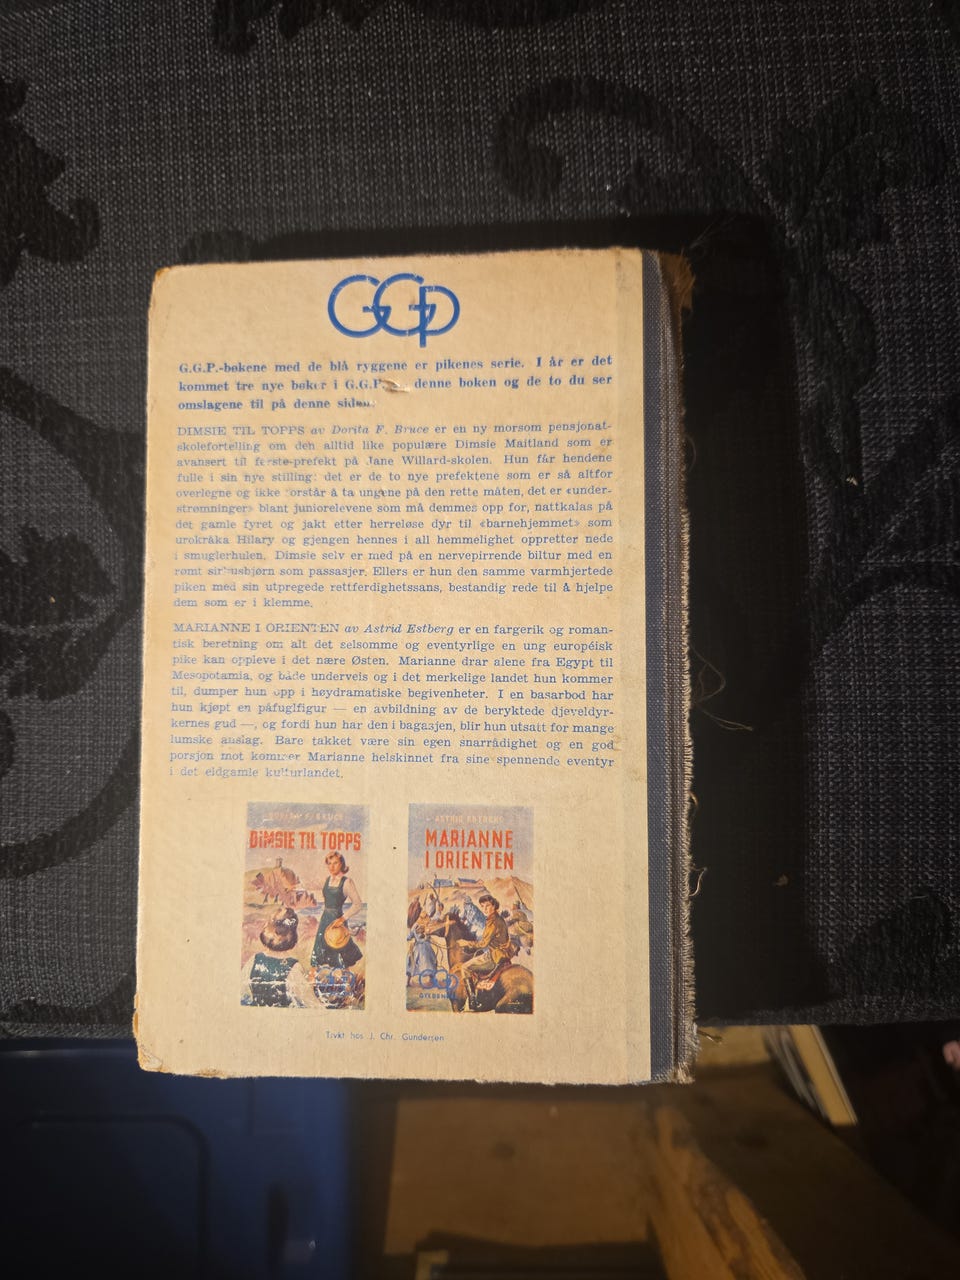 GGP
G.G.P.-bøkene med de blå ryggene er pikenes serie. I år er det
kommet tre nye bøker i G.G.P. denne boken og de to du ser
omslagene til på denne siden.
DIMSIE TIL TOPPS av Dorita F. Bruce er en ny morsom pensjonat-
skolefortelling om den alltid like populære Dimsie Maitland som er
avansert til første-prefekt på Jane Willard-skolen. Hun får hendene
fulle i sin nye stilling: det er de to nye prefektene som er så altfor
overlegne og ikke forstår å ta ungene på den rette måten, det er «under-
strømninger» blant juniorelevene som må demmes opp for, nattkalas på
det gamle fyret og jakt etter herreløse dyr til «barnehjemmet» som
urokråka Hilary og gjengen hennes i all hemmelighet oppretter nede
i smuglerhulen. Dimsie selv er med på en nervepirrende biltur med en
rømt sirkusbjørn som passasjer. Ellers er hun den samme varmhjertede
piken med sin utpregede rettferdighetssans, bestandig rede til å hjelpe
dem som er i klemme.
MARIANNE I ORIENTEN av Astrid Estberg er en fargerik og roman-
tisk beretning om alt det selsomme og eventyrlige en ung européisk
pike kan oppleve i det nære Østen. Marianne drar alene fra Egypt til
Mesopotamia, og både underveis og i det merkelige landet hun kommer
til, dumper hun opp i høydramatiske begivenheter. I en basarbod har
hun kjøpt en påfuglfigur — en avbildning av de beryktede djeveldyr-
kernes gud —, og fordi hun har den i bagasjen, blir hun utsatt for mange
lumske anslag. Bare takket være sin egen snarrådighet og en god
porsjon mot kommer Marianne helskinnet fra sine spennende eventyr
i det eldgamle kulturlandet.
DORITA F. BRUCE
DIMSIE TIL TOPPS
ASTRID ESTBERG
MARIANNE
I ORIENTEN
GGP
GYLDENDAL
Trykt hos J. Chr. Gundersen